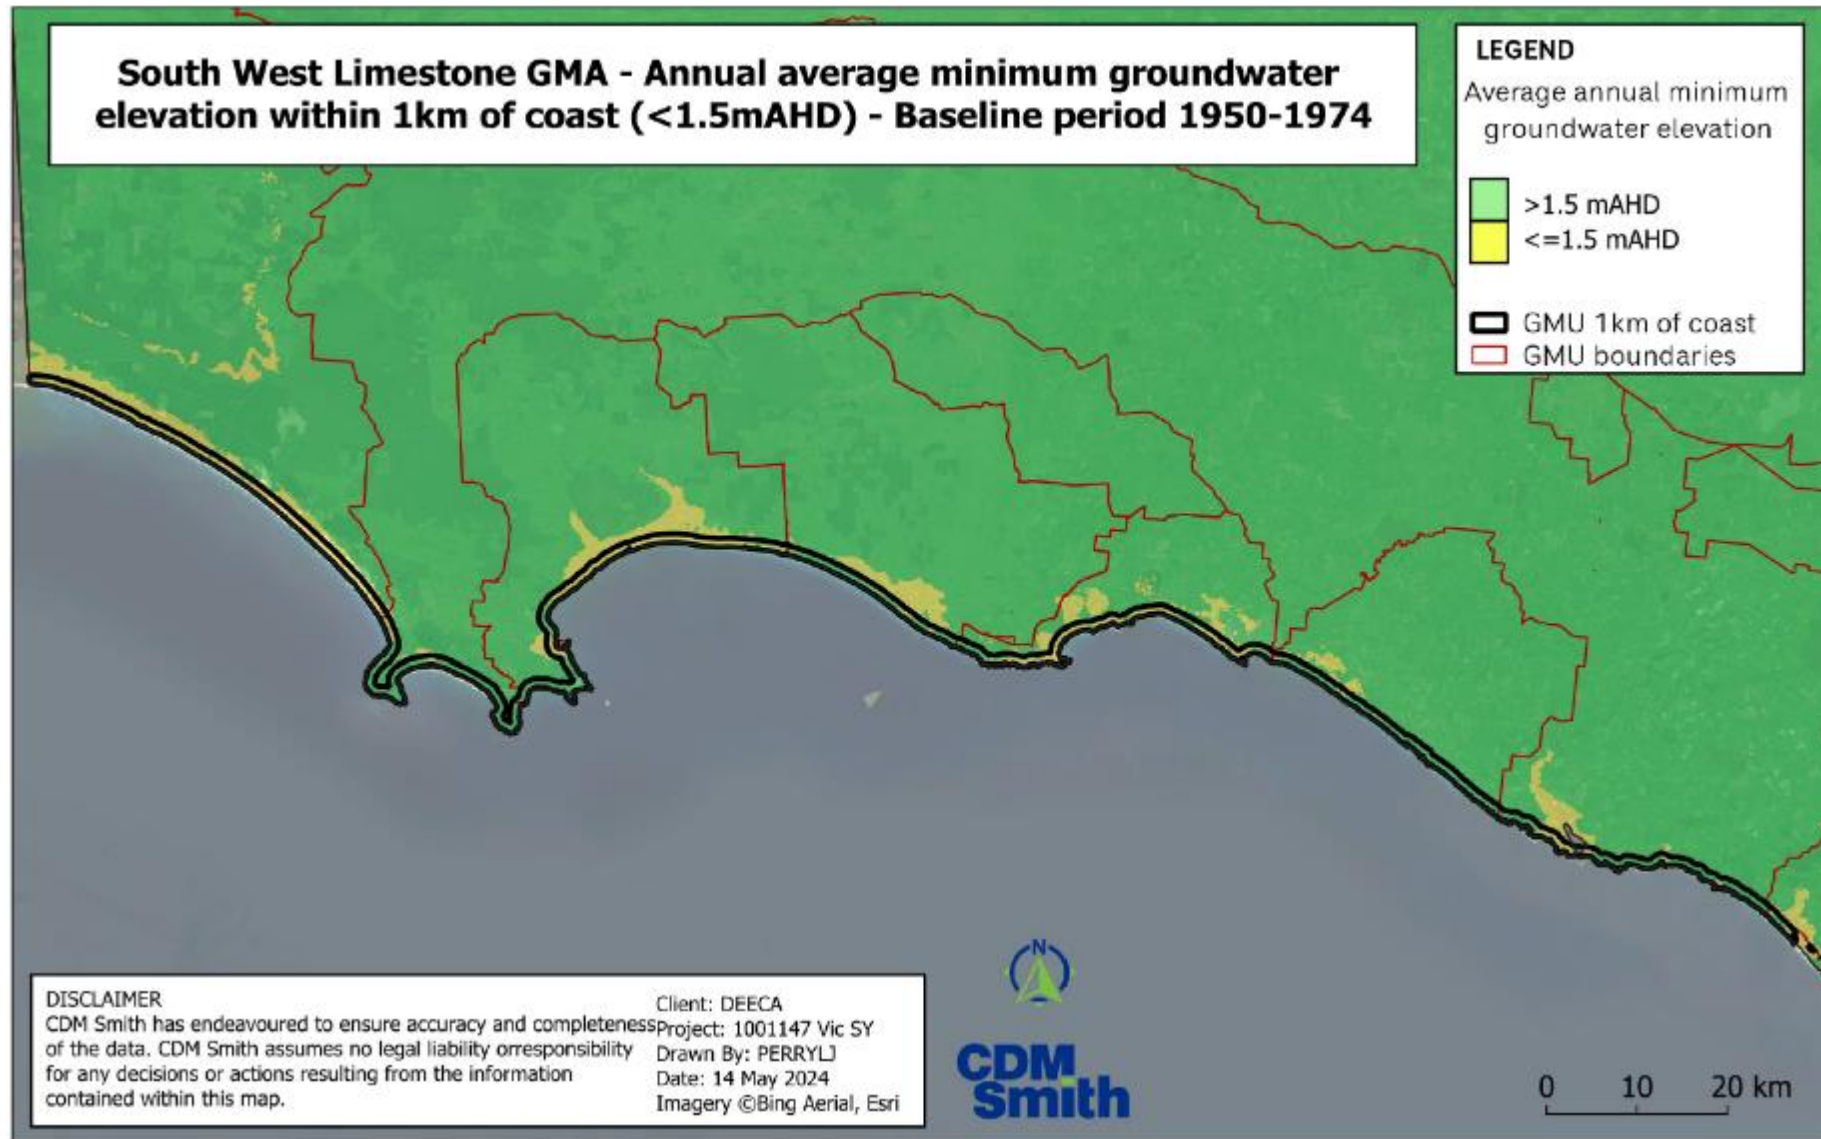 South West Limestone GMA - Annual average minimum groundwater
elevation within 1km of coast (<1.5mAHD) - Baseline period 1950-1974
LEGEND
Average annual minimum
groundwater elevation
>1.5 mAHD
<=1.5 mAHD
GMU 1km of coast
GMU boundaries
DISCLAIMER
CDM Smith has endeavoured to ensure accuracy and completeness
of the data. CDM Smith assumes no legal liability orresponsibility
for any decisions or actions resulting from the information
contained within this map.
Client: DEECA
Project: 1001147 Vic SY
Drawn By: PERRYLJ
Date: 14 May 2024
Imagery ©Bing Aerial, Esri
N
CDM
Smith
0 10 20 km